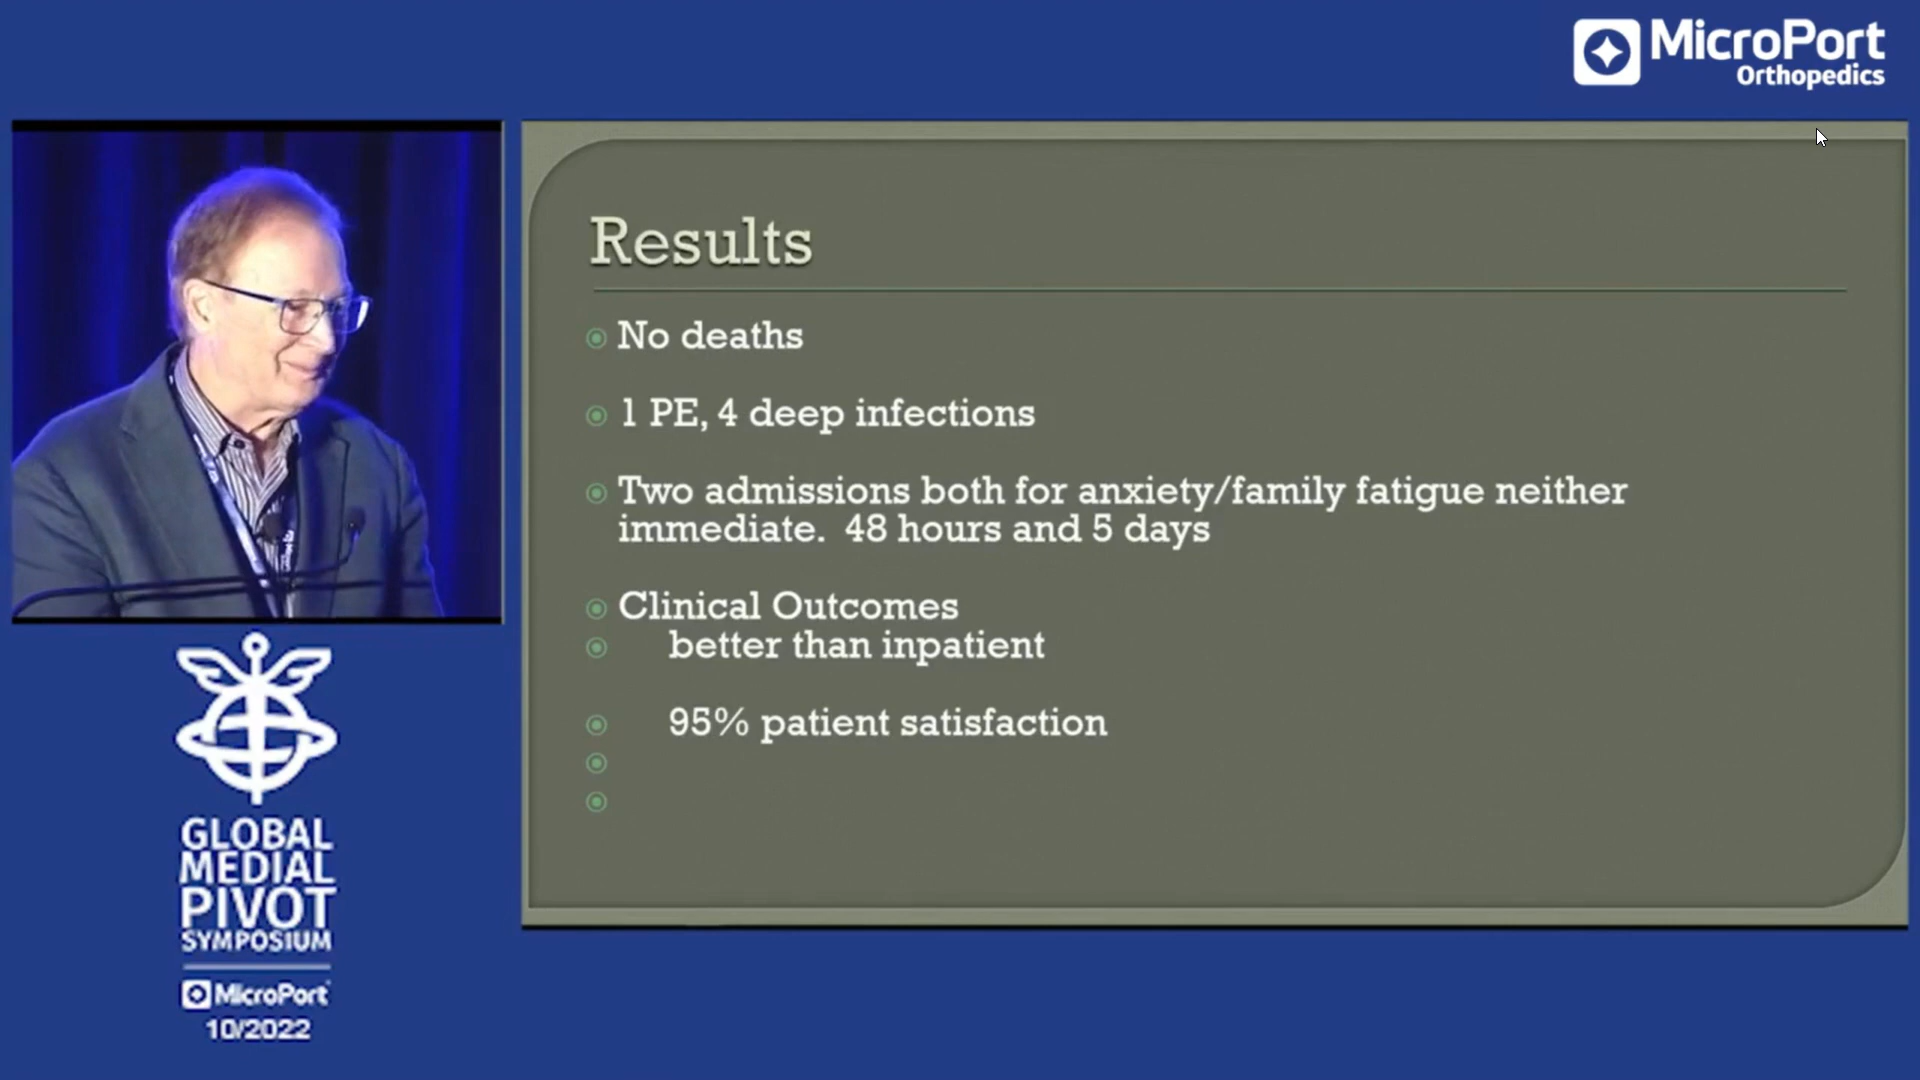 MicroPort
Orthopedics
Results
No deaths
1 PE, 4 deep infections
Two admissions both for anxiety/family fatigue neither
immediate.  48 hours and 5 days
Clinical Outcomes
better than inpatient
95% patient satisfaction
GLOBAL
MEDIAL
PIVOT
SYMPOSIUM
MicroPort
10/2022